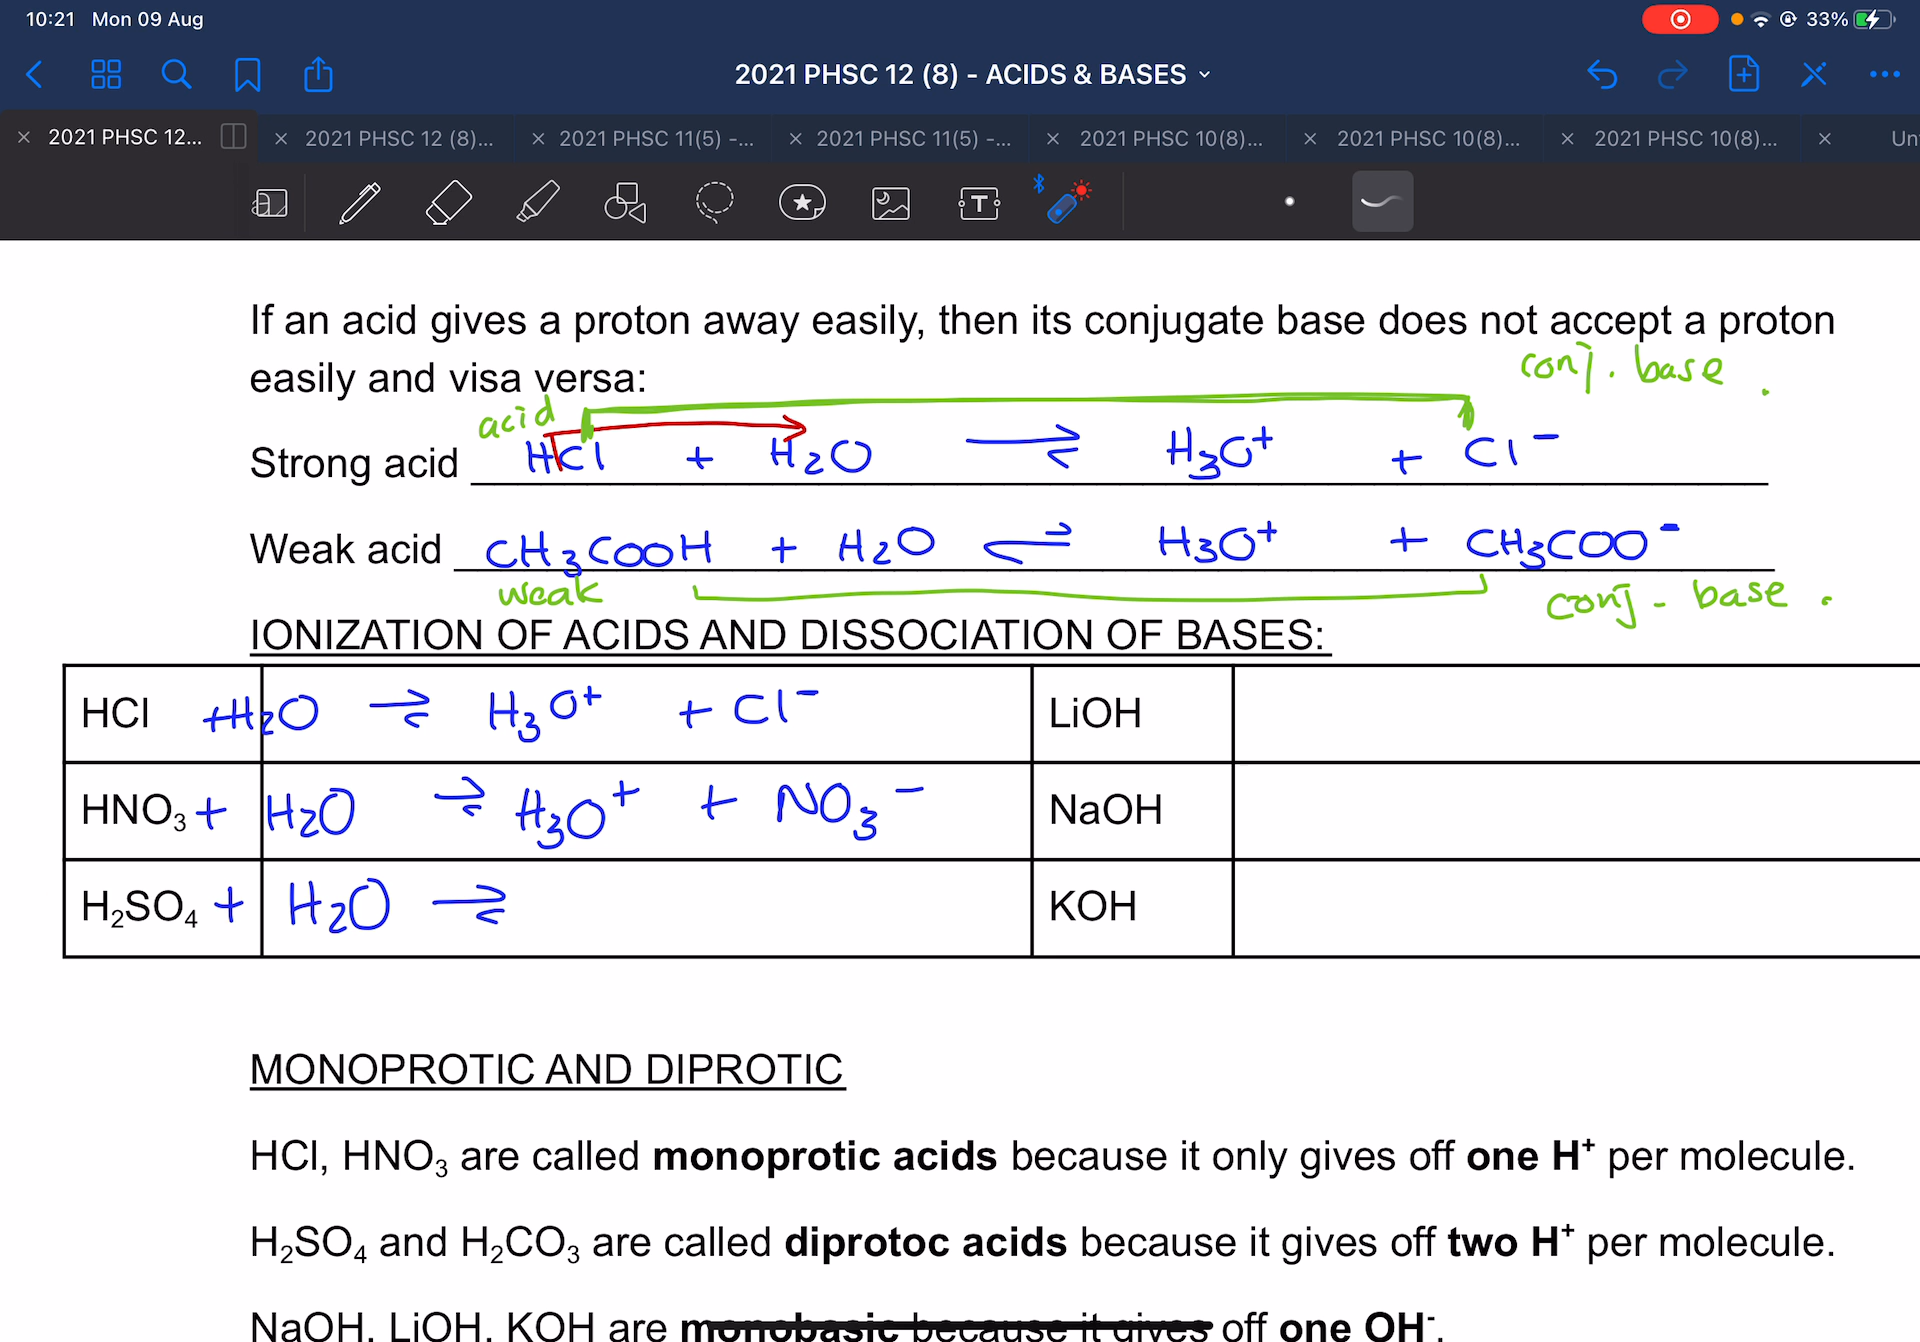 10:21 Mon 09 Aug 33%
2021 PHSC 12 (8) - ACIDS & BASES
2021 PHSC 12... 2021 PHSC 12 (8)... 2021 PHSC 11(5) -... 2021 PHSC 11(5) -... 2021 PHSC 10(8)... 2021 PHSC 10(8)... 2021 PHSC 10(8)... Un
If an acid gives a proton away easily, then its conjugate base does not accept a proton
easily and visa versa:
conj. base.
acid
Strong acid HCl + H₂O ⇌ H₃O⁺ + Cl⁻
Weak acid CH₃COOH + H₂O ⇌ H₃O⁺ + CH₃COO⁻
weak conj - base.
IONIZATION OF ACIDS AND DISSOCIATION OF BASES:
HCl + H₂O ⇌ H₃O⁺ + Cl⁻ LiOH
HNO₃ + H₂O ⇌ H₃O⁺ + NO₃⁻ NaOH
H₂SO₄ + H₂O ⇌ KOH
MONOPROTIC AND DIPROTIC
HCl, HNO₃ are called monoprotic acids because it only gives off one H⁺ per molecule.
H₂SO₄ and H₂CO₃ are called diprotoc acids because it gives off two H⁺ per molecule.
NaOH, LiOH, KOH are monobasic because it gives off one OH⁻.